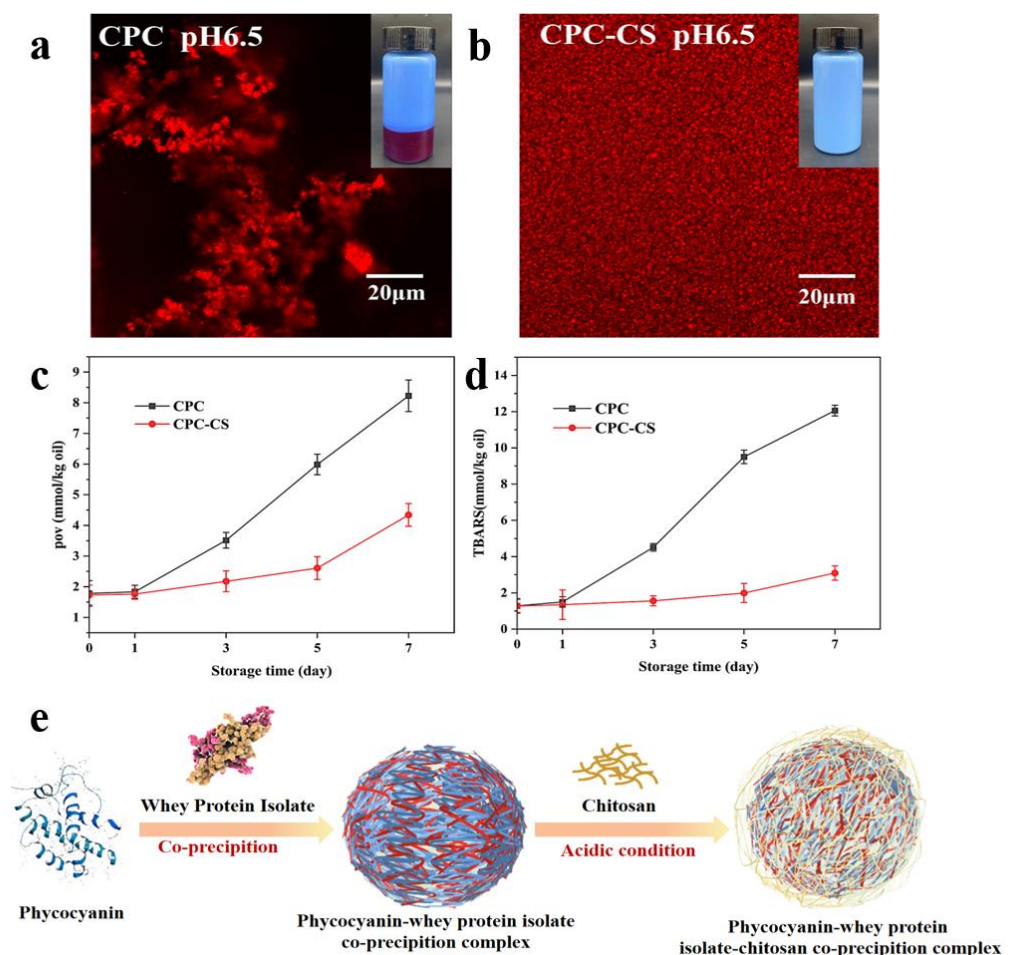 a
CPC pH6.5
20μm
b
CPC-CS pH6.5
20μm
c
9
8
7
6
5
4
3
2
1
pov (mmol/kg oil)
CPC
CPC-CS
0 1 3 5 7
Storage time (day)
d
14
12
10
8
6
4
2
0
TBARS(mmol/kg oil)
CPC
CPC-CS
0 1 3 5 7
Storage time (day)
e
Phycocyanin
Whey Protein Isolate
Co-precipition
Phycocyanin-whey protein isolate
co-precipition complex
Chitosan
Acidic condition
Phycocyanin-whey protein
isolate-chitosan co-precipition complex